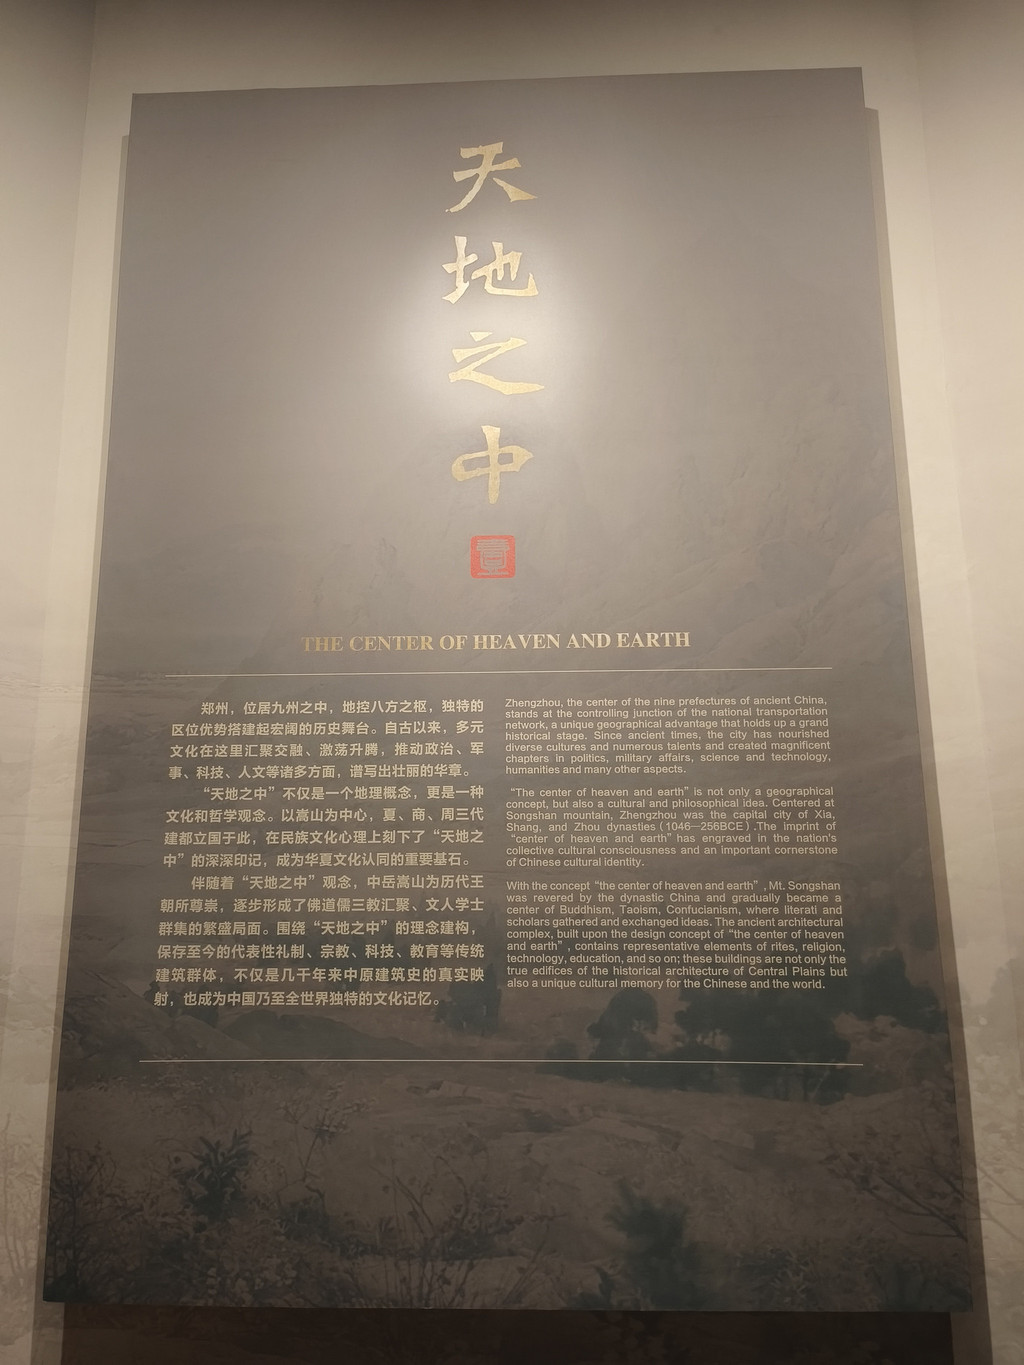 天
地
之
中
THE CENTER OF HEAVEN AND EARTH
郑州，位居九州之中，地控八方之枢，独特的
区位优势搭建起宏阔的历史舞台。自古以来，多元
文化在这里汇聚交融、激荡升腾，推动政治、军
事、科技、人文等诸多方面，谱写出壮丽的华章。
“天地之中”不仅是一个地理概念，更是一种
文化和哲学观念。以嵩山为中心，夏、商、周三代
建都立国于此，在民族文化心理上刻下了“天地之
中”的深深印记，成为华夏文化认同的重要基石。
伴随着“天地之中”观念，中岳嵩山为历代王
朝所尊崇，逐步形成了佛道儒三教汇聚、文人学士
群集的繁盛局面。围绕“天地之中”的理念建构，
保存至今的代表性礼制、宗教、科技、教育等传统
建筑群体，不仅是几千年来中原建筑史的真实映
射，也成为中国乃至全世界独特的文化记忆。
Zhengzhou, the center of the nine prefectures of ancient China,
stands at the controlling junction of the national transportation
network, a unique geographical advantage that holds up a grand
historical stage. Since ancient times, the city has nourished
diverse cultures and numerous talents and created magnificent
chapters in politics, military affairs, science and technology,
humanities and many other aspects.
“The center of heaven and earth” is not only a geographical
concept, but also a cultural and philosophical idea. Centered at
Songshan mountain, Zhengzhou was the capital city of Xia,
Shang, and Zhou dynasties (1046—256BCE) .The imprint of
“center of heaven and earth” has engraved in the nation's
collective cultural consciousness and an important cornerstone
of Chinese cultural identity.
With the concept “the center of heaven and earth” , Mt. Songshan
was revered by the dynastic China and gradually became a
center of Buddhism, Taoism, Confucianism, where literati and
scholars gathered and exchanged ideas. The ancient architectural
complex, built upon the design concept of “the center of heaven
and earth” , contains representative elements of rites, religion,
technology, education, and so on; these buildings are not only the
true edifices of the historical architecture of Central Plains but
also a unique cultural memory for the Chinese and the world.